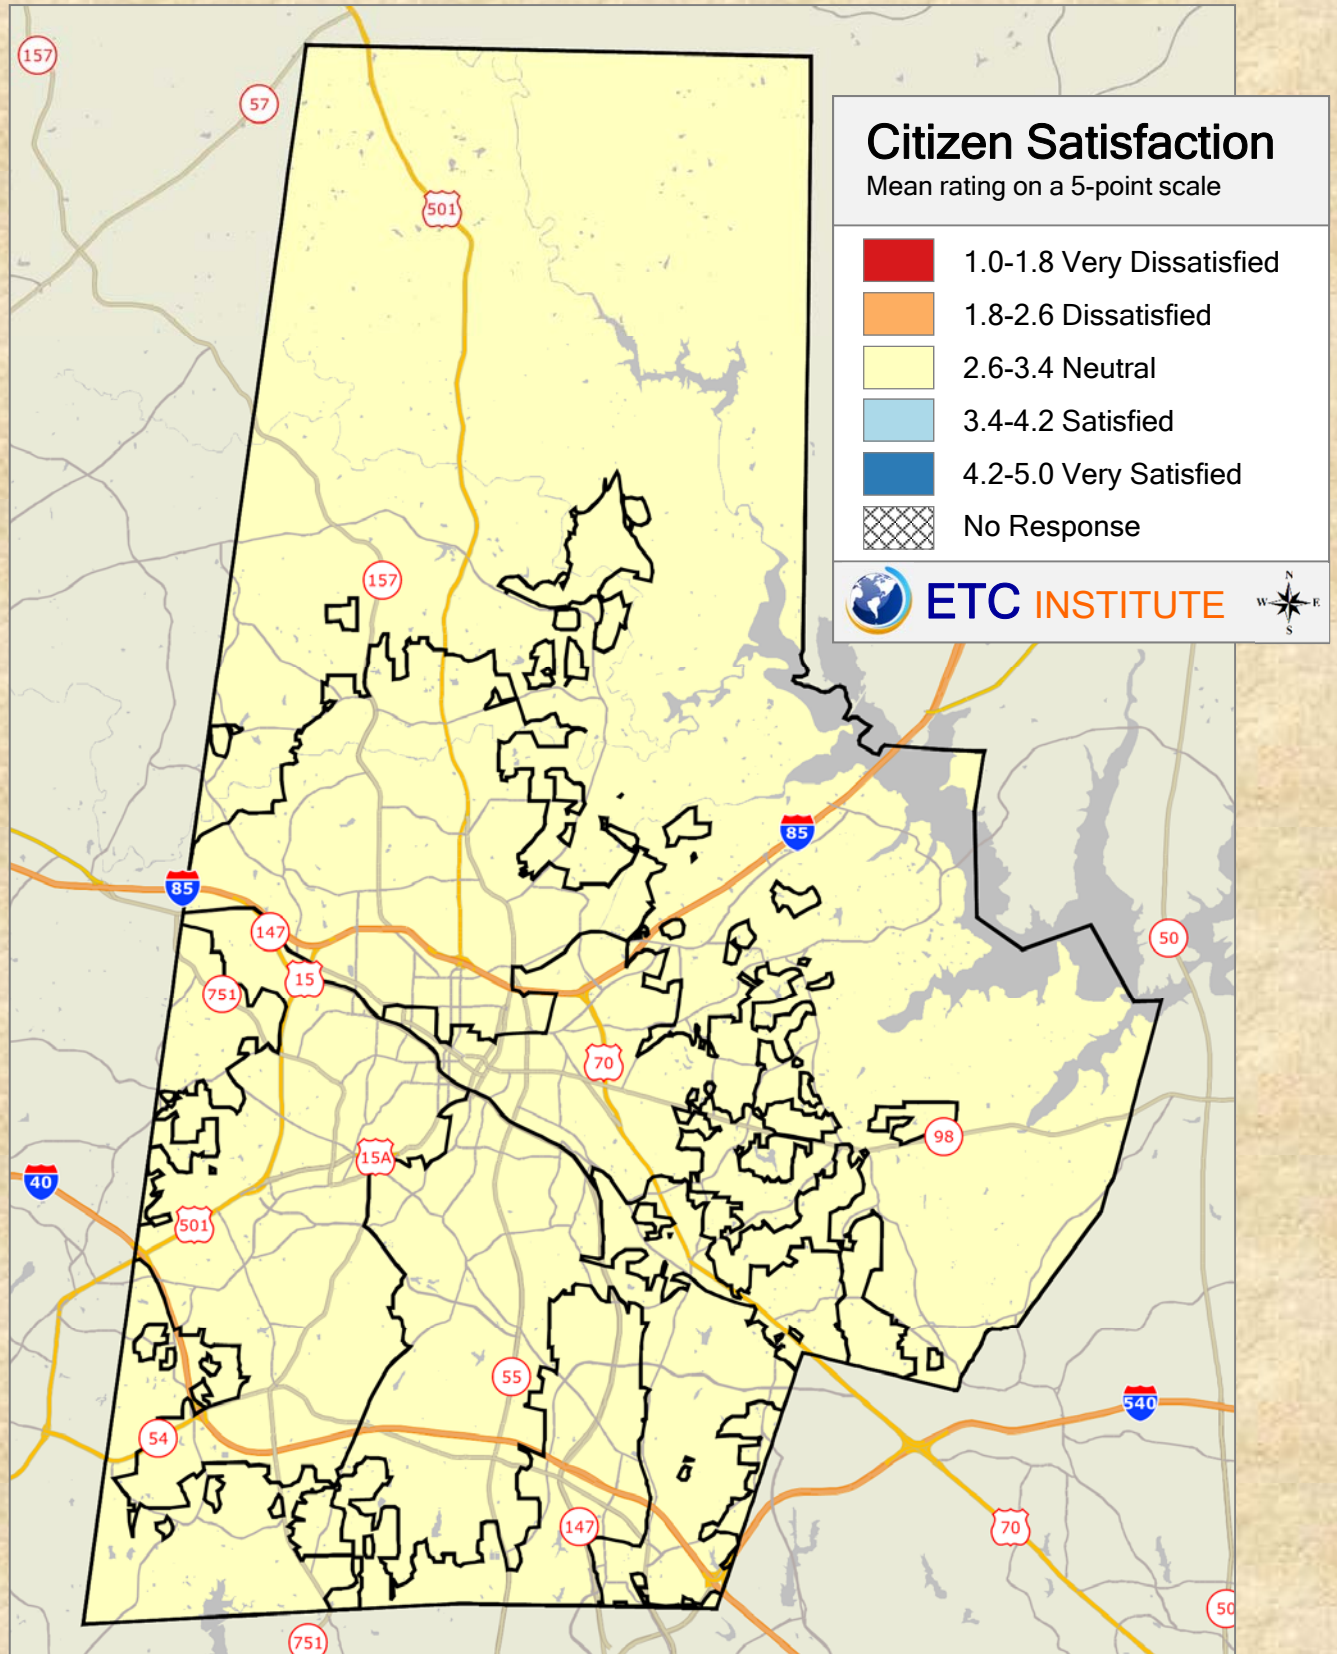 157
57
501
Citizen Satisfaction
Mean rating on a 5-point scale
1.0-1.8 Very Dissatisfied
1.8-2.6 Dissatisfied
2.6-3.4 Neutral
3.4-4.2 Satisfied
4.2-5.0 Very Satisfied
No Response
ETC INSTITUTE
N
W E
S
157
85
85
147
50
15
751
70
98
15A
40
501
55
540
54
147
70
50
751